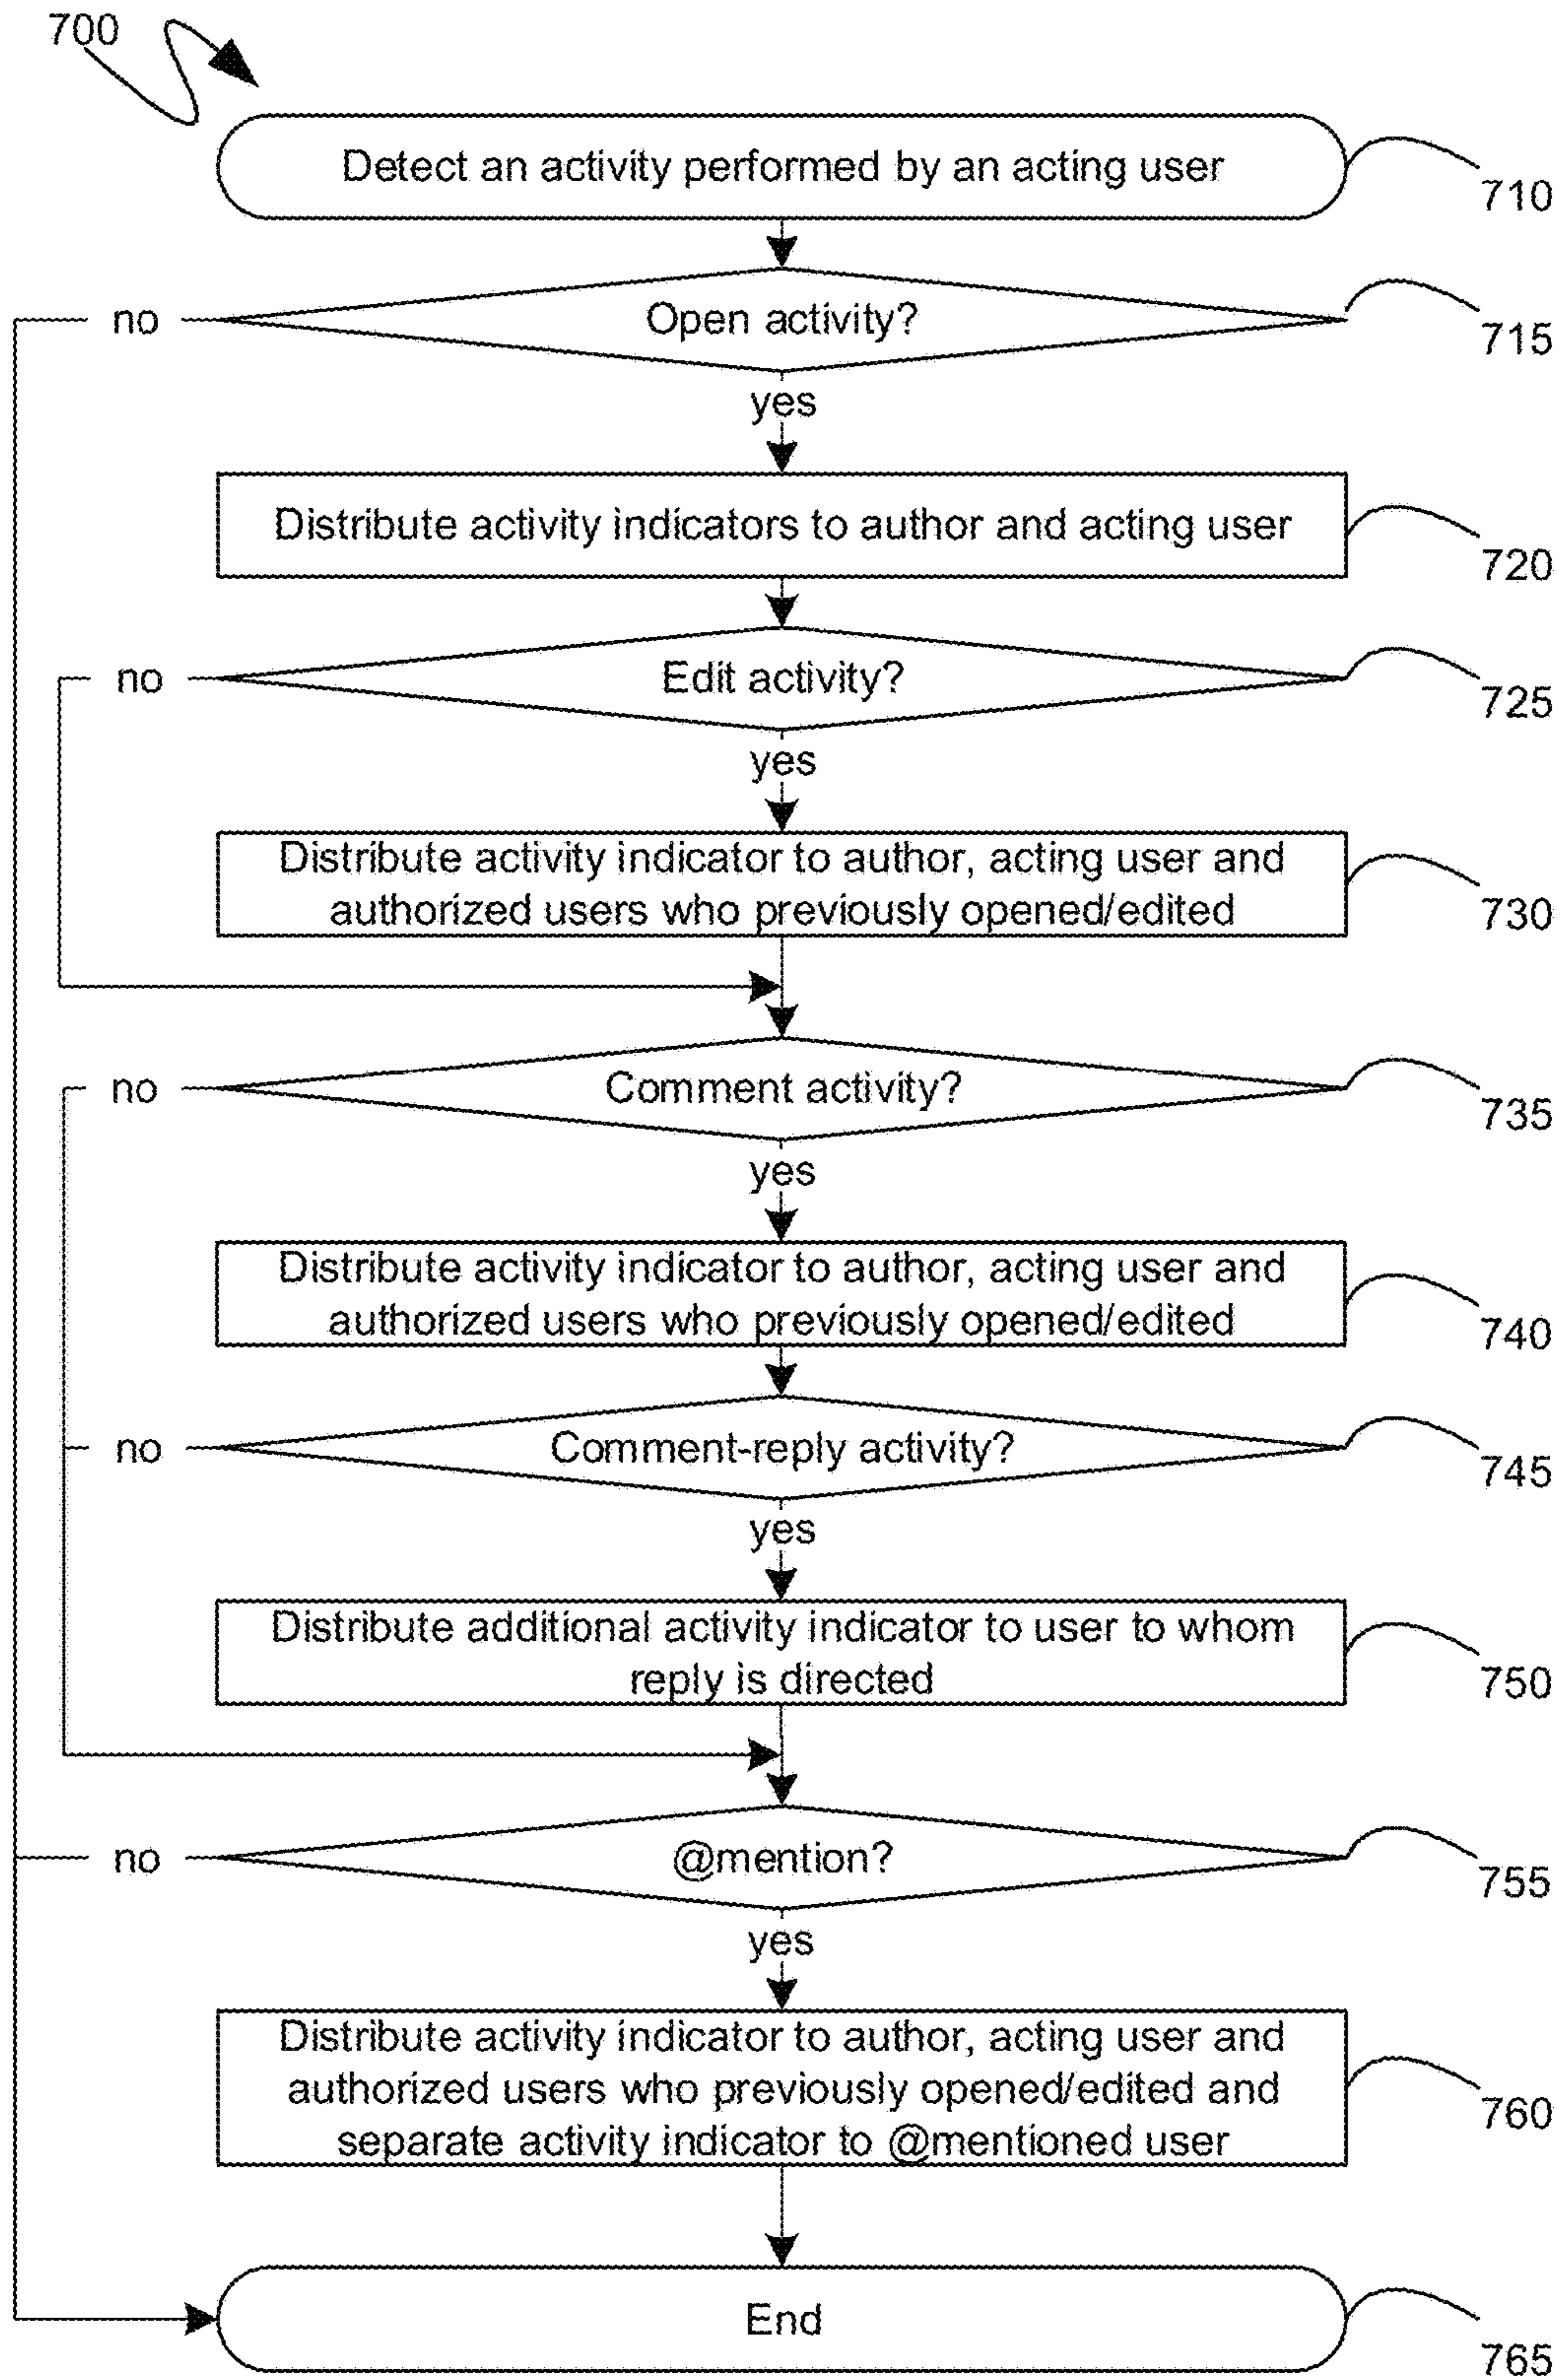 700
Detect an activity performed by an acting user
710
no
Open activity?
715
yes
Distribute activity indicators to author and acting user
720
no
Edit activity?
725
yes
Distribute activity indicator to author, acting user and
authorized users who previously opened/edited
730
no
Comment activity?
735
yes
Distribute activity indicator to author, acting user and
authorized users who previously opened/edited
740
no
Comment-reply activity?
745
yes
Distribute additional activity indicator to user to whom
reply is directed
750
no
@mention?
755
yes
Distribute activity indicator to author, acting user and
authorized users who previously opened/edited and
separate activity indicator to @mentioned user
760
End
765